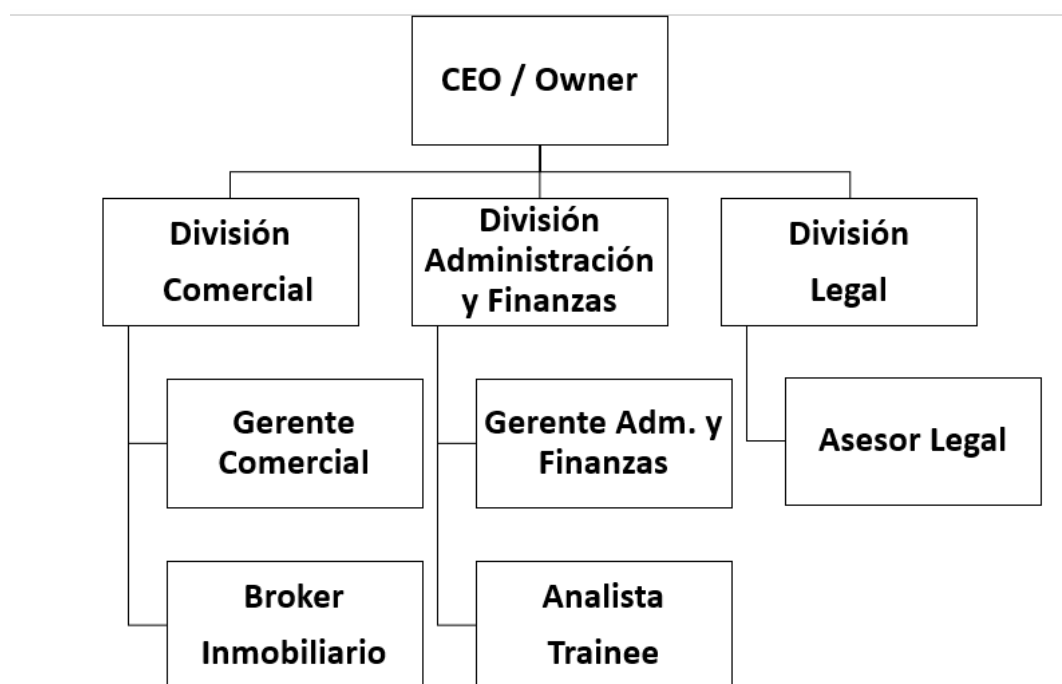 CEO / Owner
División
Comercial
División
Administración
y Finanzas
División
Legal
Gerente
Comercial
Gerente Adm. y
Finanzas
Asesor Legal
Broker
Inmobiliario
Analista
Trainee